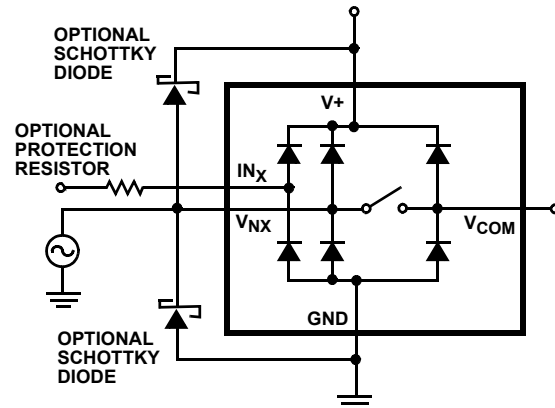 OPTIONAL
SCHOTTKY
DIODE
V+
OPTIONAL
PROTECTION
RESISTOR
INX
VNX
VCOM
GND
OPTIONAL
SCHOTTKY
DIODE